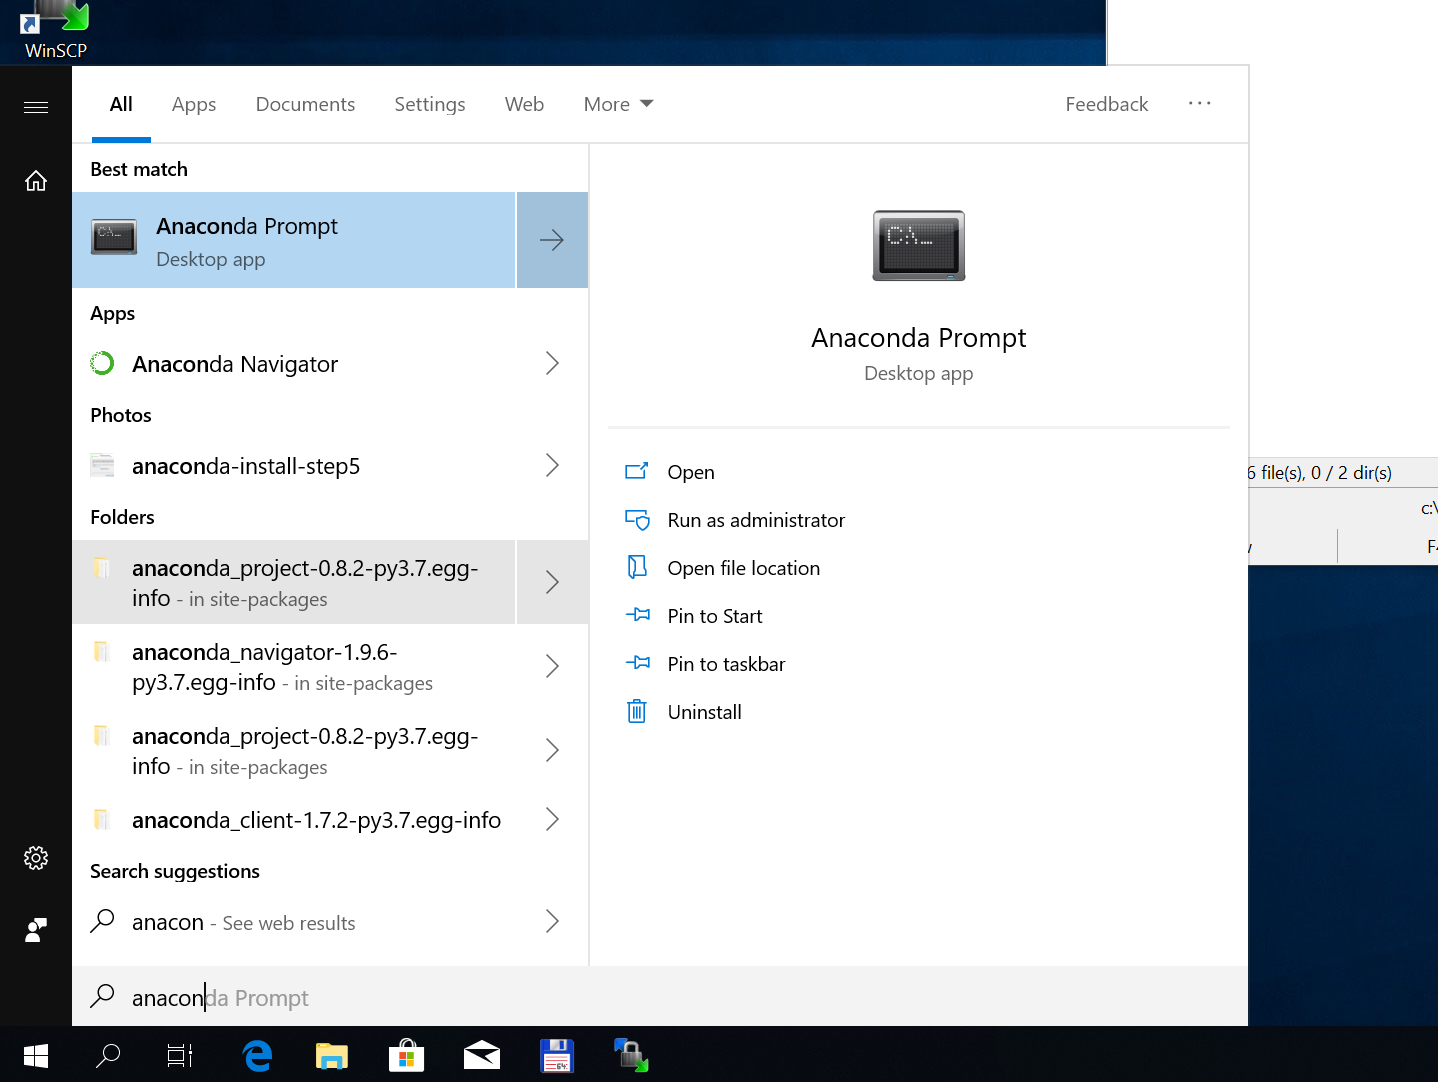 WinSCP
All Apps Documents Settings Web More Feedback ...
Best match
Anaconda Prompt
Desktop app
Apps
Anaconda Navigator
Photos
anaconda-install-step5
Folders
anaconda_project-0.8.2-py3.7.egg-
info - in site-packages
anaconda_navigator-1.9.6-
py3.7.egg-info - in site-packages
anaconda_project-0.8.2-py3.7.egg-
info - in site-packages
anaconda_client-1.7.2-py3.7.egg-info
Search suggestions
anacon - See web results
anaconda Prompt
C:\_
Anaconda Prompt
Desktop app
Open
Run as administrator
Open file location
Pin to Start
Pin to taskbar
Uninstall
6 file(s), 0 / 2 dir(s)
c:\
F4
64